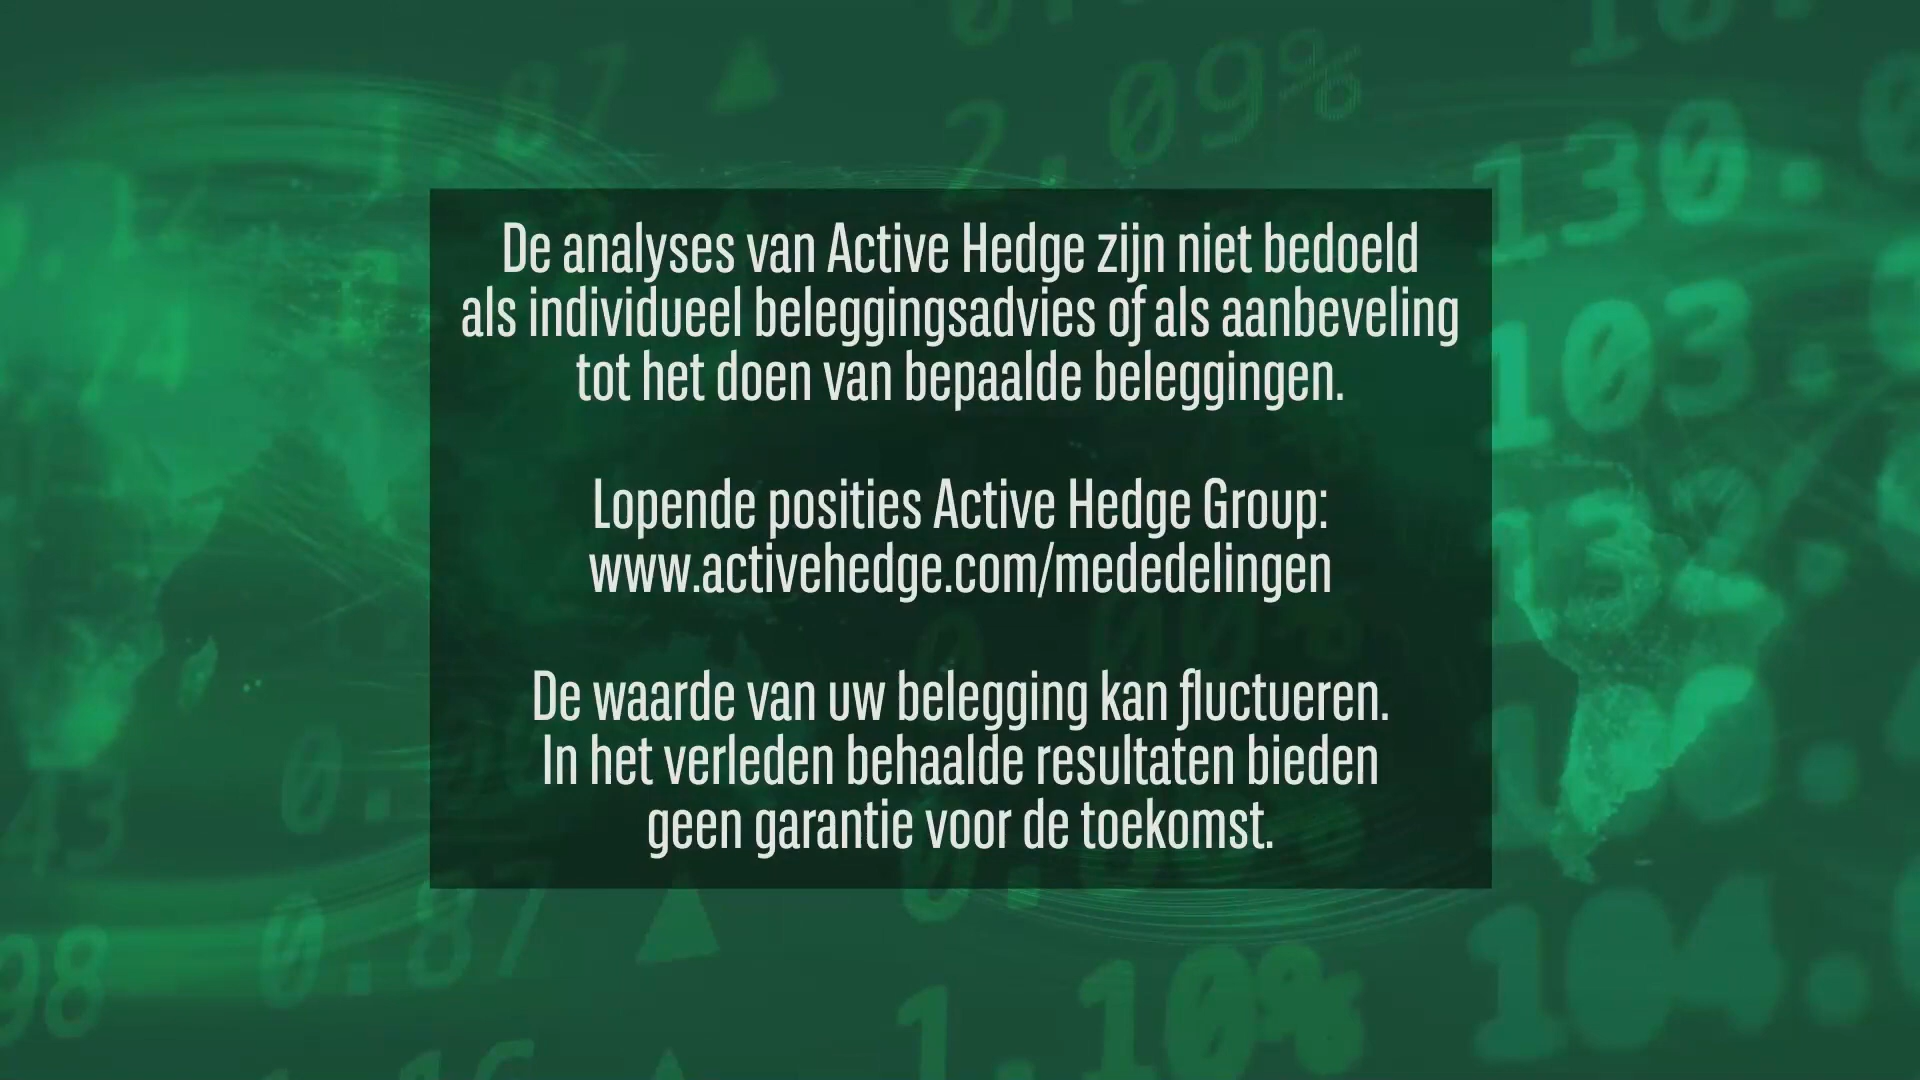 De analyses van Active Hedge zijn niet bedoeld
als individueel beleggingsadvies of als aanbeveling
tot het doen van bepaalde beleggingen.
Lopende posities Active Hedge Group:
www.activehedge.com/mededelingen
De waarde van uw belegging kan fluctueren.
In het verleden behaalde resultaten bieden
geen garantie voor de toekomst.